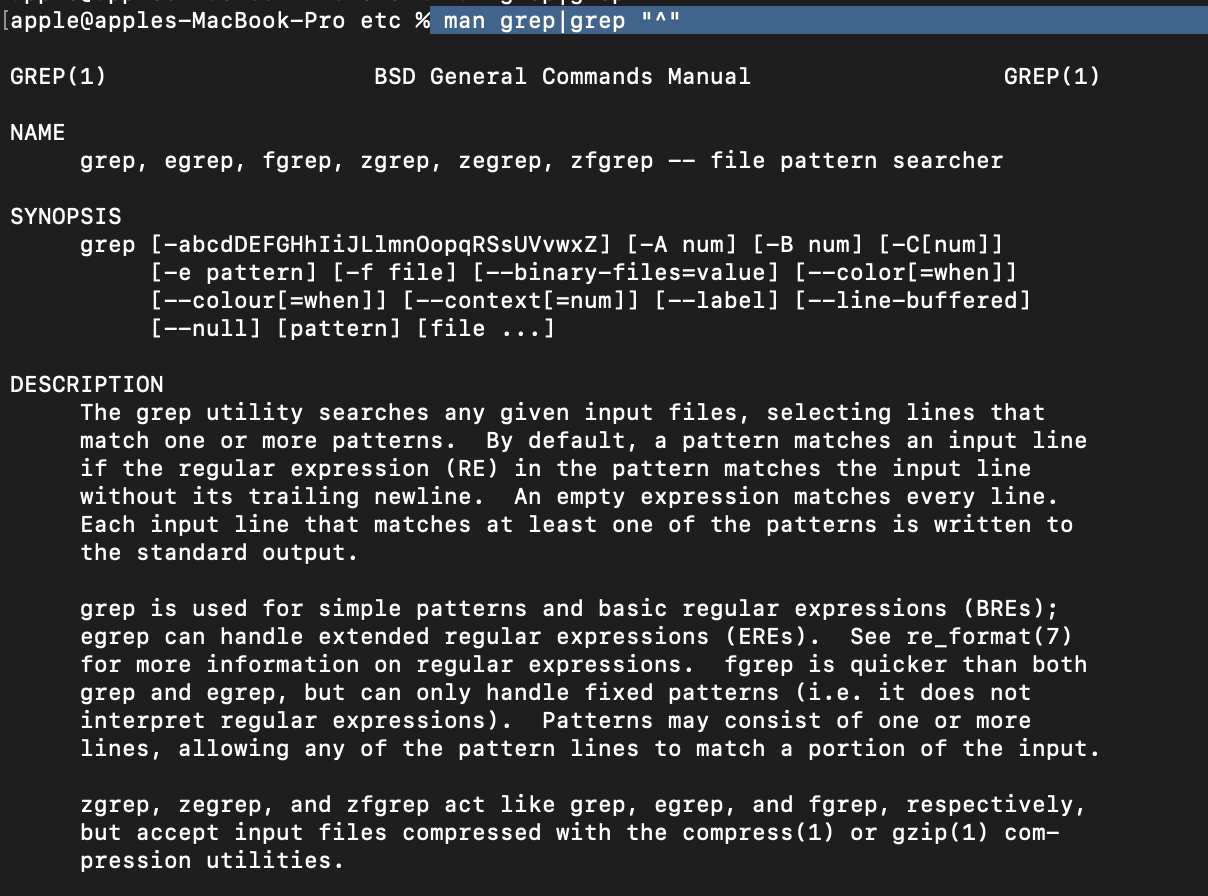 [apple@apples-MacBook-Pro etc % man grep|grep "^"
GREP(1) BSD General Commands Manual GREP(1)
NAME
grep, egrep, fgrep, zgrep, zegrep, zfgrep -- file pattern searcher
SYNOPSIS
grep [-abcdDEFGHhIiJLlmnOopqRSsUVvwxZ] [-A num] [-B num] [-C[num]]
[-e pattern] [-f file] [--binary-files=value] [--color[=when]]
[--colour[=when]] [--context[=num]] [--label] [--line-buffered]
[--null] [pattern] [file ...]
DESCRIPTION
The grep utility searches any given input files, selecting lines that
match one or more patterns.  By default, a pattern matches an input line
if the regular expression (RE) in the pattern matches the input line
without its trailing newline.  An empty expression matches every line.
Each input line that matches at least one of the patterns is written to
the standard output.
grep is used for simple patterns and basic regular expressions (BREs);
egrep can handle extended regular expressions (EREs).  See re_format(7)
for more information on regular expressions.  fgrep is quicker than both
grep and egrep, but can only handle fixed patterns (i.e. it does not
interpret regular expressions).  Patterns may consist of one or more
lines, allowing any of the pattern lines to match a portion of the input.
zgrep, zegrep, and zfgrep act like grep, egrep, and fgrep, respectively,
but accept input files compressed with the compress(1) or gzip(1) com-
pression utilities.